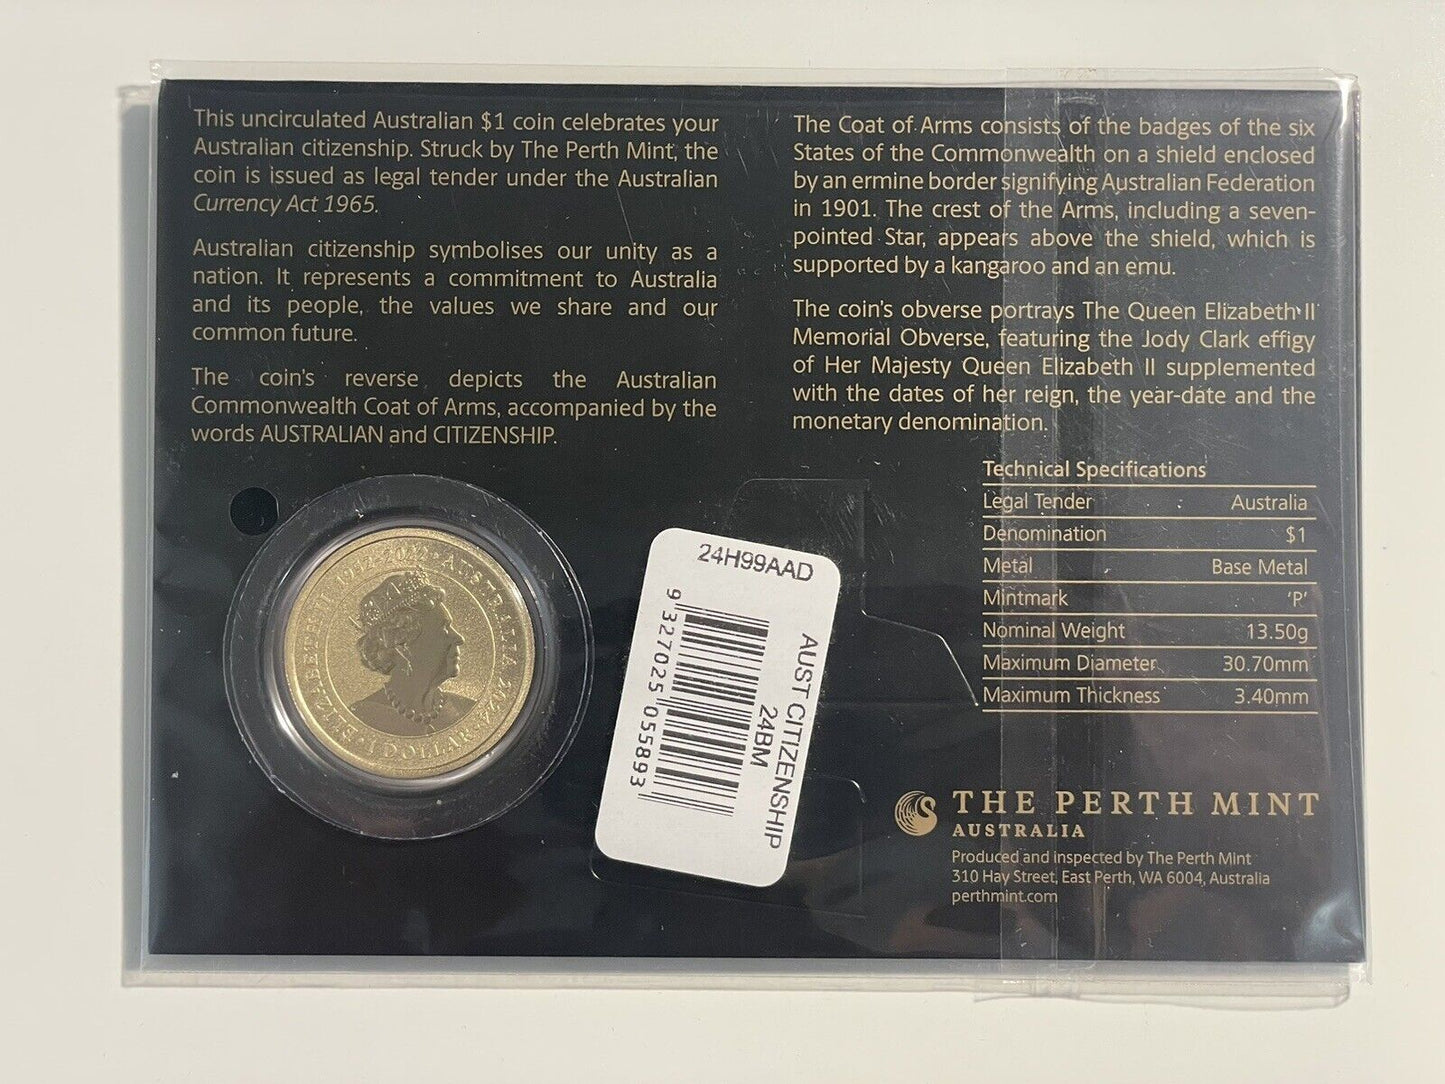 This uncirculated Australian $1 coin celebrates your
Australian citizenship. Struck by The Perth Mint, the
coin is issued as legal tender under the Australian
Currency Act 1965.
Australian citizenship symbolises our unity as a
nation. It represents a commitment to Australia
and its people, the values we share and our
common future.
The coin's reverse depicts the Australian
Commonwealth Coat of Arms, accompanied by the
words AUSTRALIAN and CITIZENSHIP.
The Coat of Arms consists of the badges of the six
States of the Commonwealth on a shield enclosed
by an ermine border signifying Australian Federation
in 1901. The crest of the Arms, including a seven-
pointed Star, appears above the shield, which is
supported by a kangaroo and an emu.
The coin's obverse portrays The Queen Elizabeth II
Memorial Obverse, featuring the Jody Clark effigy
of Her Majesty Queen Elizabeth II supplemented
with the dates of her reign, the year-date and the
monetary denomination.
Technical Specifications
Legal Tender Australia
Denomination $1
Metal Base Metal
Mintmark 'P'
Nominal Weight 13.50g
Maximum Diameter 30.70mm
Maximum Thickness 3.40mm
ELIZABETH II 1952-2022 • AUSTRALIA 2024 • 1 DOLLAR
24H99AAD
9 327025 055893
AUST CITIZENSHIP
24BM
THE PERTH MINT
AUSTRALIA
Produced and inspected by The Perth Mint
310 Hay Street, East Perth, WA 6004, Australia
perthmint.com